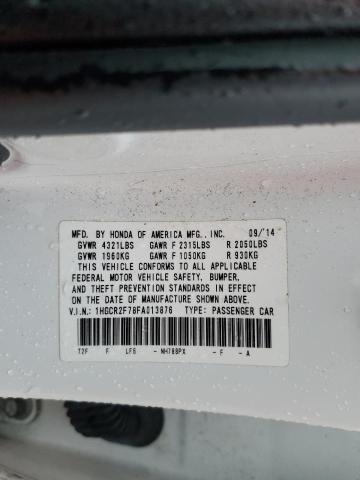 MFD. BY HONDA OF AMERICA MFG., INC. 09/14
GVWR 4321LBS GAWR F 2315LBS R 2050LBS
GVWR 1960KG GAWR F 1050KG R 930KG
THIS VEHICLE CONFORMS TO ALL APPLICABLE
FEDERAL MOTOR VEHICLE SAFETY, BUMPER,
AND THEFT PREVENTION STANDARDS IN EFFECT ON
THE DATE OF MANUFACTURE SHOWN ABOVE.
V.I.N.: 1HGCR2F78FA013876 TYPE: PASSENGER CAR
T2F F LF6 -NH788PX -F -A